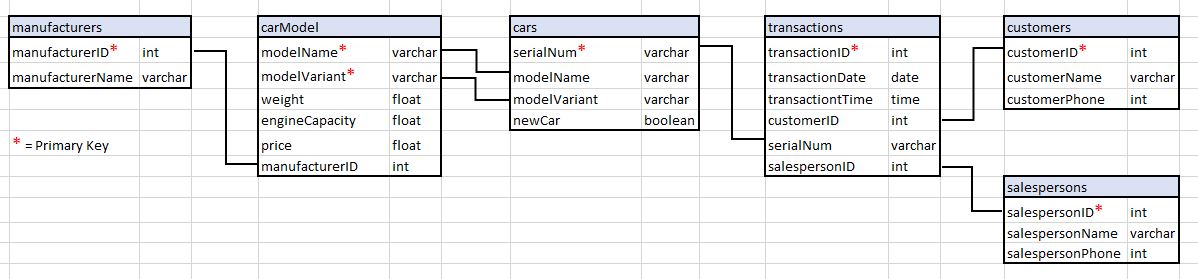 manufacturers
manufacturerID* int
manufacturerName varchar
* = Primary Key
carModel
modelName* varchar
modelVariant* varchar
weight float
engineCapacity float
price float
manufacturerID int
cars
serialNum* varchar
modelName varchar
modelVariant varchar
newCar boolean
transactions
transactionID* int
transactionDate date
transactiontTime time
customerID int
serialNum varchar
salespersonID int
customers
customerID* int
customerName varchar
customerPhone int
salespersons
salespersonID* int
salespersonName varchar
salespersonPhone int